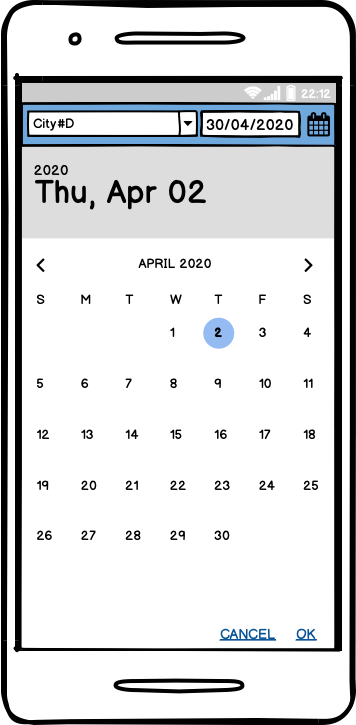 22:12
City#D 30/04/2020
2020
Thu, Apr 02
APRIL 2020
S M T W T F S
1 2 3 4
5 6 7 8 9 10 11
12 13 14 15 16 17 18
19 20 21 22 23 24 25
26 27 28 29 30
CANCEL OK